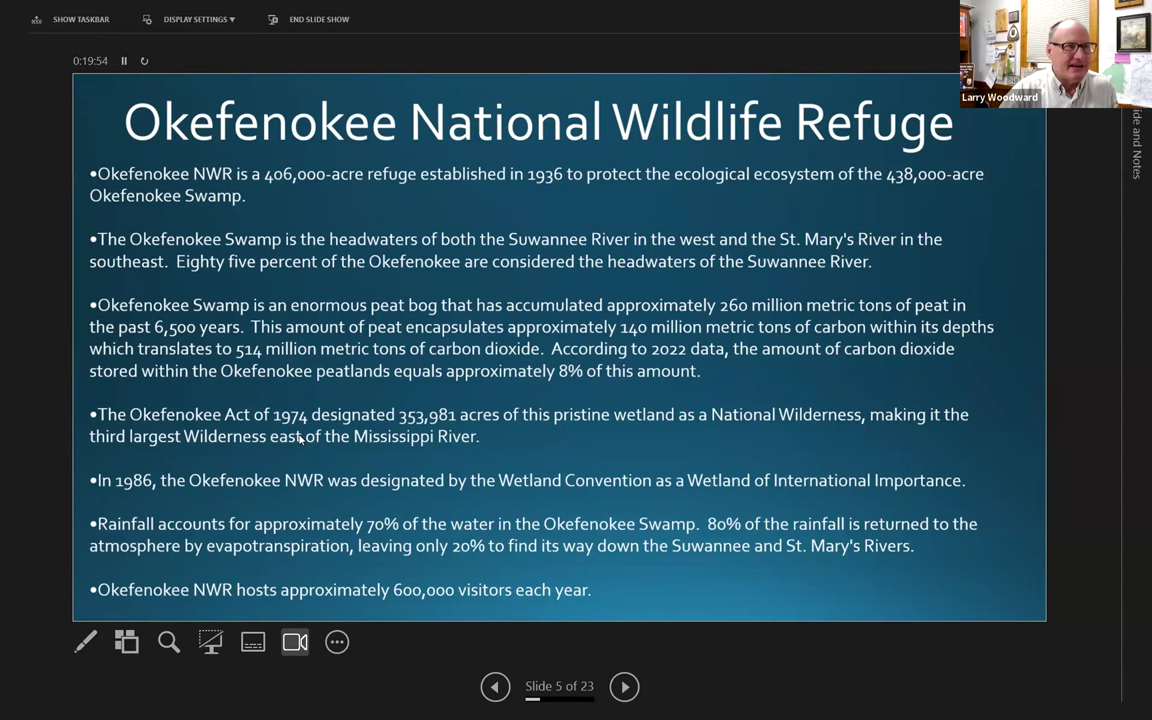 SHOW TASKBAR
DISPLAY SETTINGS ▼
END SLIDE SHOW
0:19:54
Larry Woodward
Okefenokee National Wildlife Refuge
•Okefenokee NWR is a 406,000-acre refuge established in 1936 to protect the ecological ecosystem of the 438,000-acre
Okefenokee Swamp.
•The Okefenokee Swamp is the headwaters of both the Suwannee River in the west and the St. Mary's River in the
southeast.  Eighty five percent of the Okefenokee are considered the headwaters of the Suwannee River.
•Okefenokee Swamp is an enormous peat bog that has accumulated approximately 260 million metric tons of peat in
the past 6,500 years.  This amount of peat encapsulates approximately 140 million metric tons of carbon within its depths
which translates to 514 million metric tons of carbon dioxide.  According to 2022 data, the amount of carbon dioxide
stored within the Okefenokee peatlands equals approximately 8% of this amount.
•The Okefenokee Act of 1974 designated 353,981 acres of this pristine wetland as a National Wilderness, making it the
third largest Wilderness east of the Mississippi River.
•In 1986, the Okefenokee NWR was designated by the Wetland Convention as a Wetland of International Importance.
•Rainfall accounts for approximately 70% of the water in the Okefenokee Swamp.  80% of the rainfall is returned to the
atmosphere by evapotranspiration, leaving only 20% to find its way down the Suwannee and St. Mary's Rivers.
•Okefenokee NWR hosts approximately 600,000 visitors each year.
Slide 5 of 23
and Notes